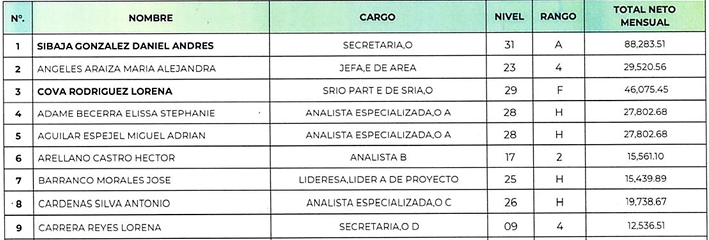 Nº. NOMBRE CARGO NIVEL RANGO TOTAL NETO MENSUAL
1 SIBAJA GONZALEZ DANIEL ANDRES SECRETARIA,O 31 A 88,283.51
2 ANGELES ARAIZA MARIA ALEJANDRA JEFA,E DE AREA 23 4 29,520.56
3 COVA RODRIGUEZ LORENA SRIO PART E DE SRIA,O 29 F 46,075.45
4 ADAME BECERRA ELISSA STEPHANIE ANALISTA ESPECIALIZADA,O A 28 H 27,802.68
5 AGUILAR ESPEJEL MIGUEL ADRIAN ANALISTA ESPECIALIZADA,O A 28 H 27,802.68
6 ARELLANO CASTRO HECTOR ANALISTA B 17 2 15,561.10
7 BARRANCO MORALES JOSE LIDERESA,LIDER A DE PROYECTO 25 H 15,439.89
8 CARDENAS SILVA ANTONIO ANALISTA ESPECIALIZADA,O C 26 H 19,738.67
9 CARRERA REYES LORENA SECRETARIA,O D 09 4 12,536.51